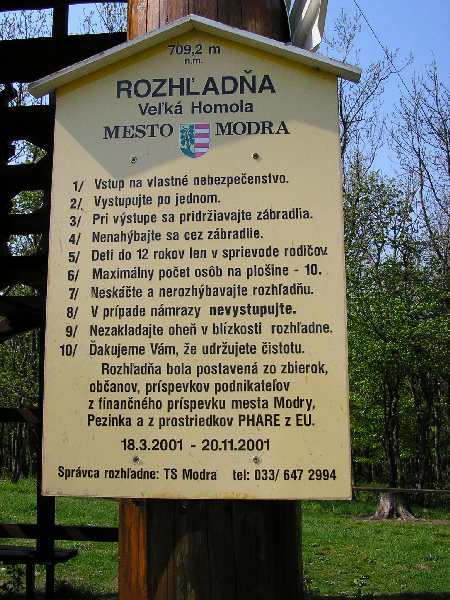 709,2 m
n.m.
ROZHĽADŇA
Veľká Homola
MESTO MODRA
1/ Vstup na vlastné nebezpečenstvo.
2/ Vystupujte po jednom.
3/ Pri výstupe sa pridržiavajte zábradlia.
4/ Nenahýbajte sa cez zábradlie.
5/ Deti do 12 rokov len v sprievode rodičov.
6/ Maximálny počet osôb na plošine - 10.
7/ Neskáčte a nerozhýbavajte rozhľadňu.
8/ V prípade námrazy nevystupujte.
9/ Nezakladajte oheň v blízkosti rozhľadne.
10/ Ďakujeme Vám, že udržujete čistotu.
Rozhľadňa bola postavená zo zbierok,
občanov, príspevkov podnikateľov
z finančného príspevku mesta Modry,
Pezinka a z prostriedkov PHARE z EU.
18.3.2001 - 20.11.2001
Správca rozhľadne: TS Modra tel: 033/ 647 2994